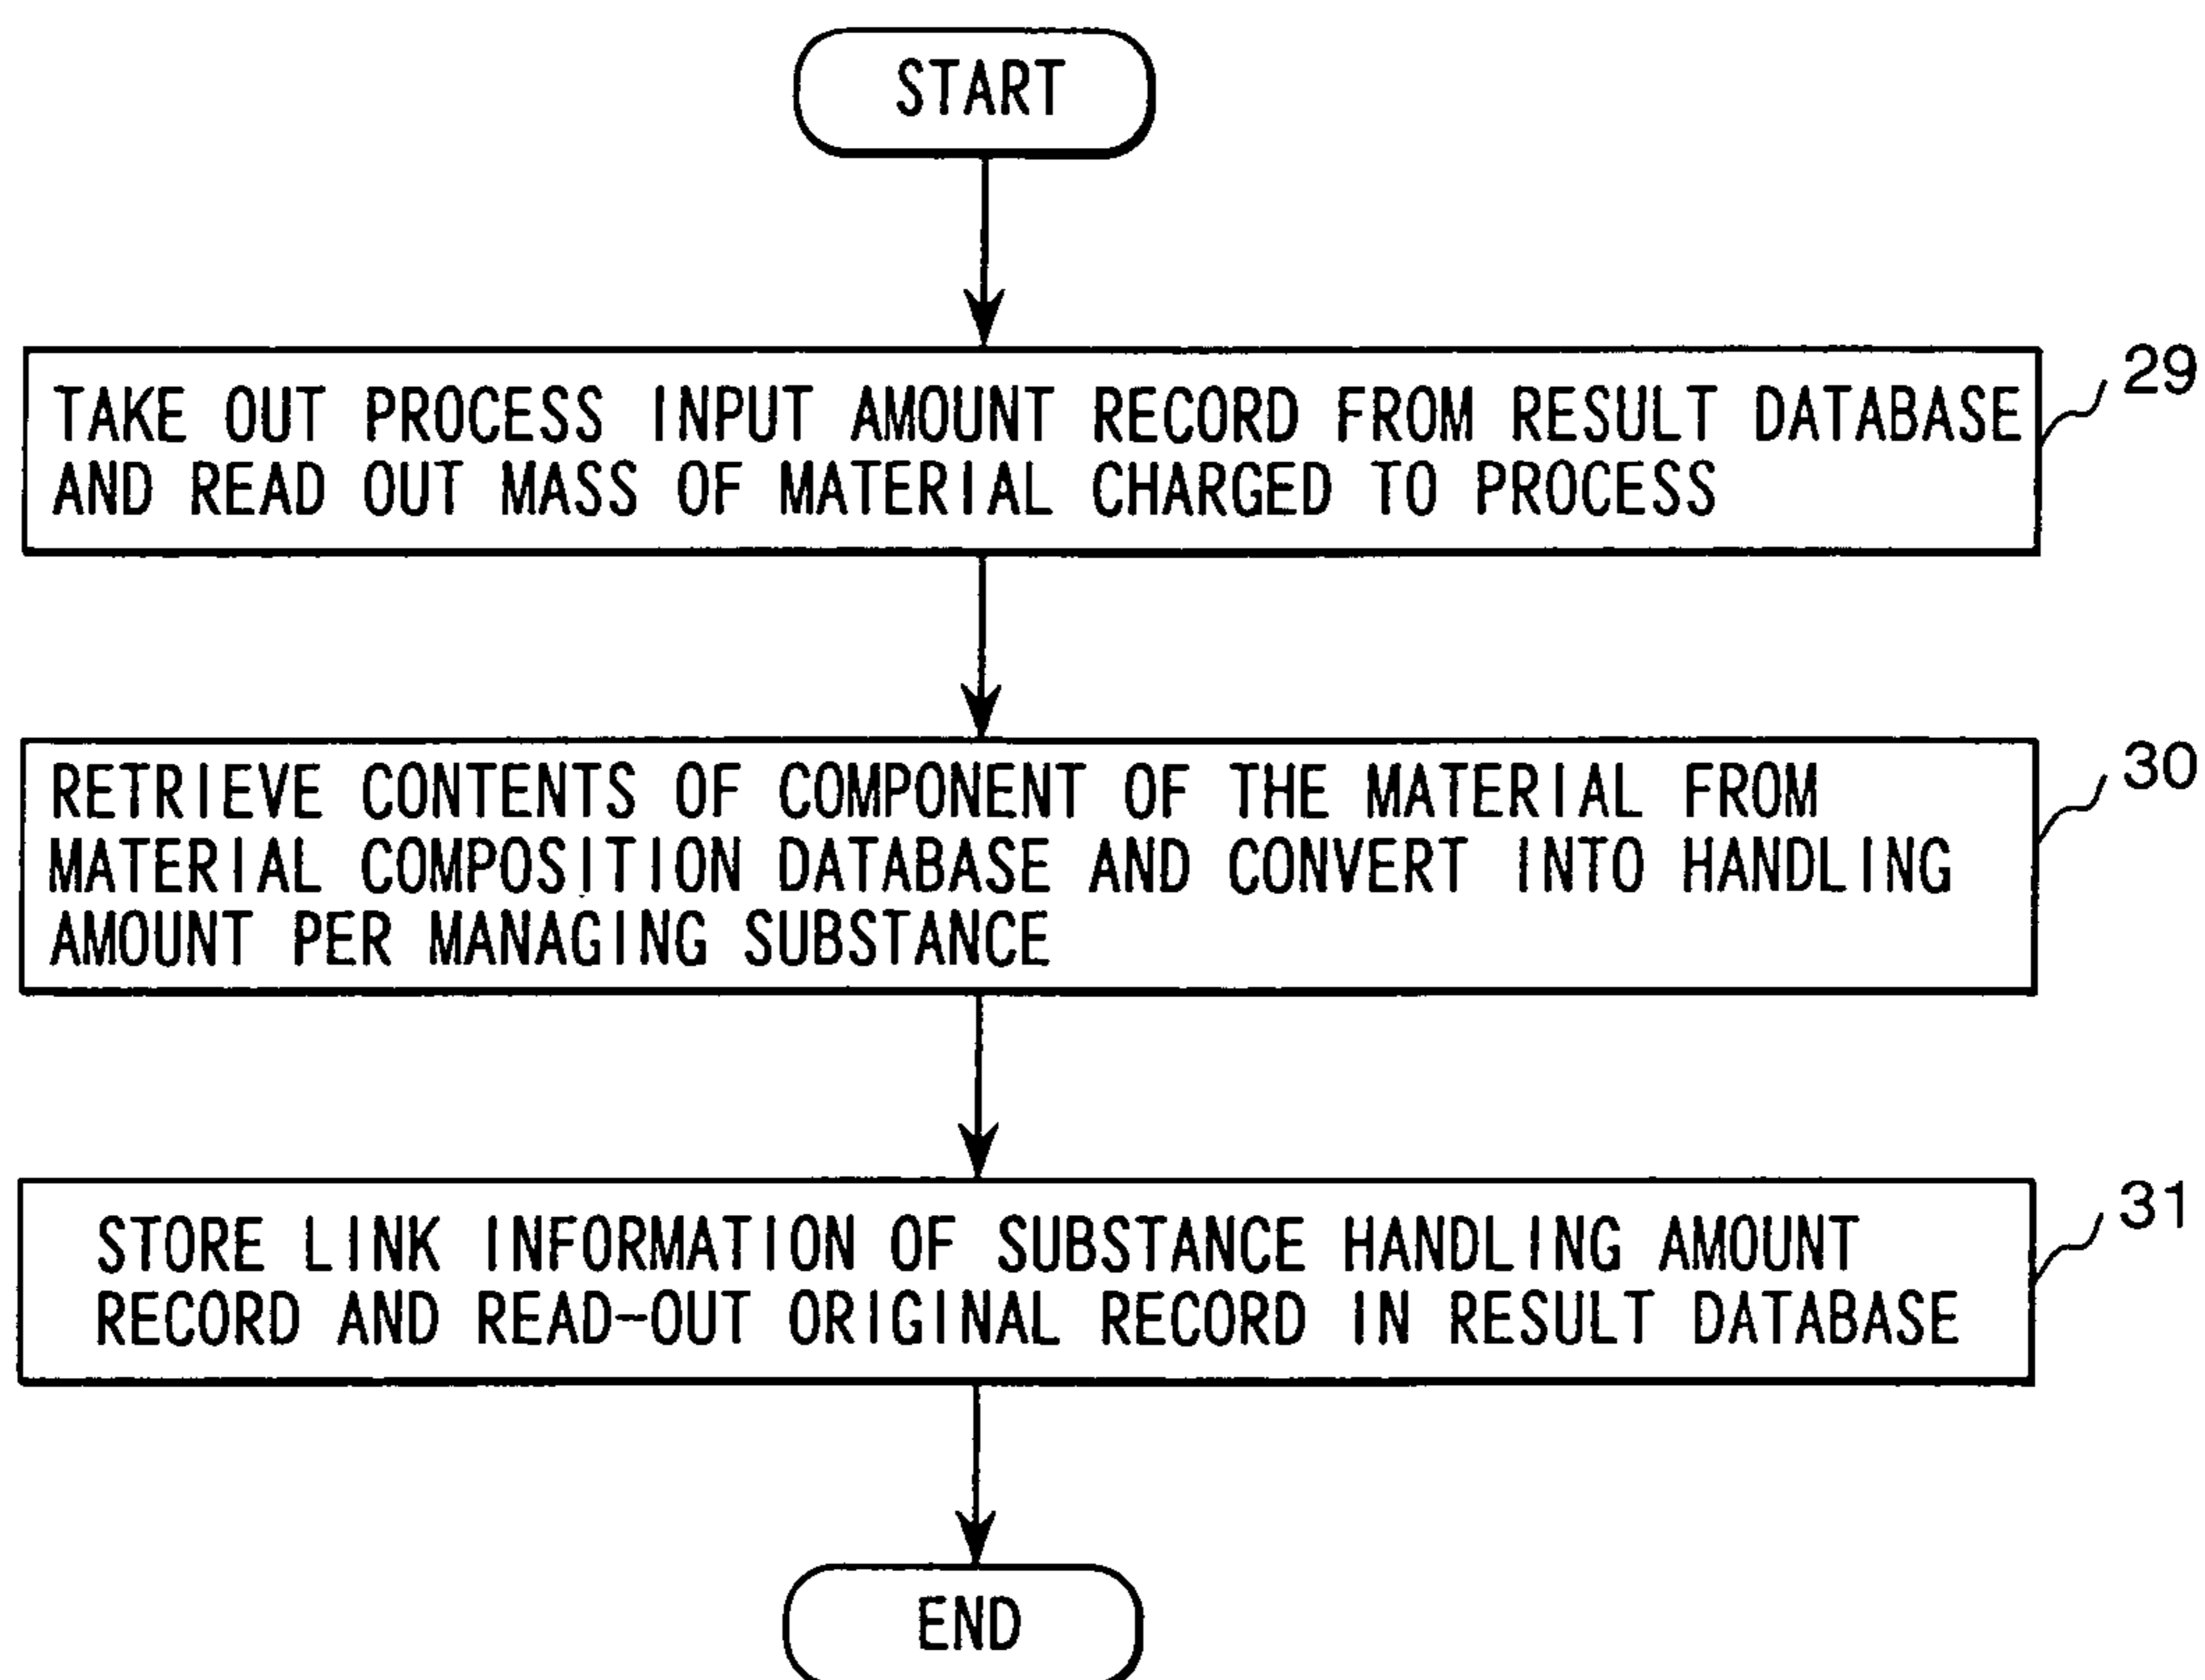 START
TAKE OUT PROCESS INPUT AMOUNT RECORD FROM RESULT DATABASE
AND READ OUT MASS OF MATERIAL CHARGED TO PROCESS
29
RETRIEVE CONTENTS OF COMPONENT OF THE MATERIAL FROM
MATERIAL COMPOSITION DATABASE AND CONVERT INTO HANDLING
AMOUNT PER MANAGING SUBSTANCE
30
STORE LINK INFORMATION OF SUBSTANCE HANDLING AMOUNT
RECORD AND READ-OUT ORIGINAL RECORD IN RESULT DATABASE
31
END